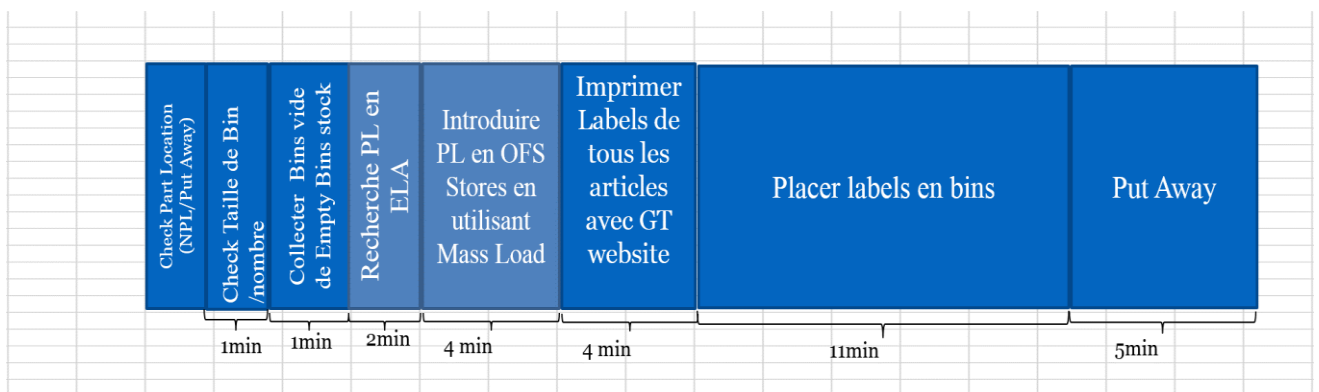 Check Part Location
(NPL/Put Away)
Check Taille de Bin
/nombre
Collecter Bins vide
de Empty Bins stock
Recherche PL en
ELA
Introduire
PL en OFS
Stores en
utilisant
Mass Load
Imprimer
Labels de
tous les
articles
avec GT
website
Placer labels en bins
Put Away
1min
1min
2min
4 min
4 min
11min
5min